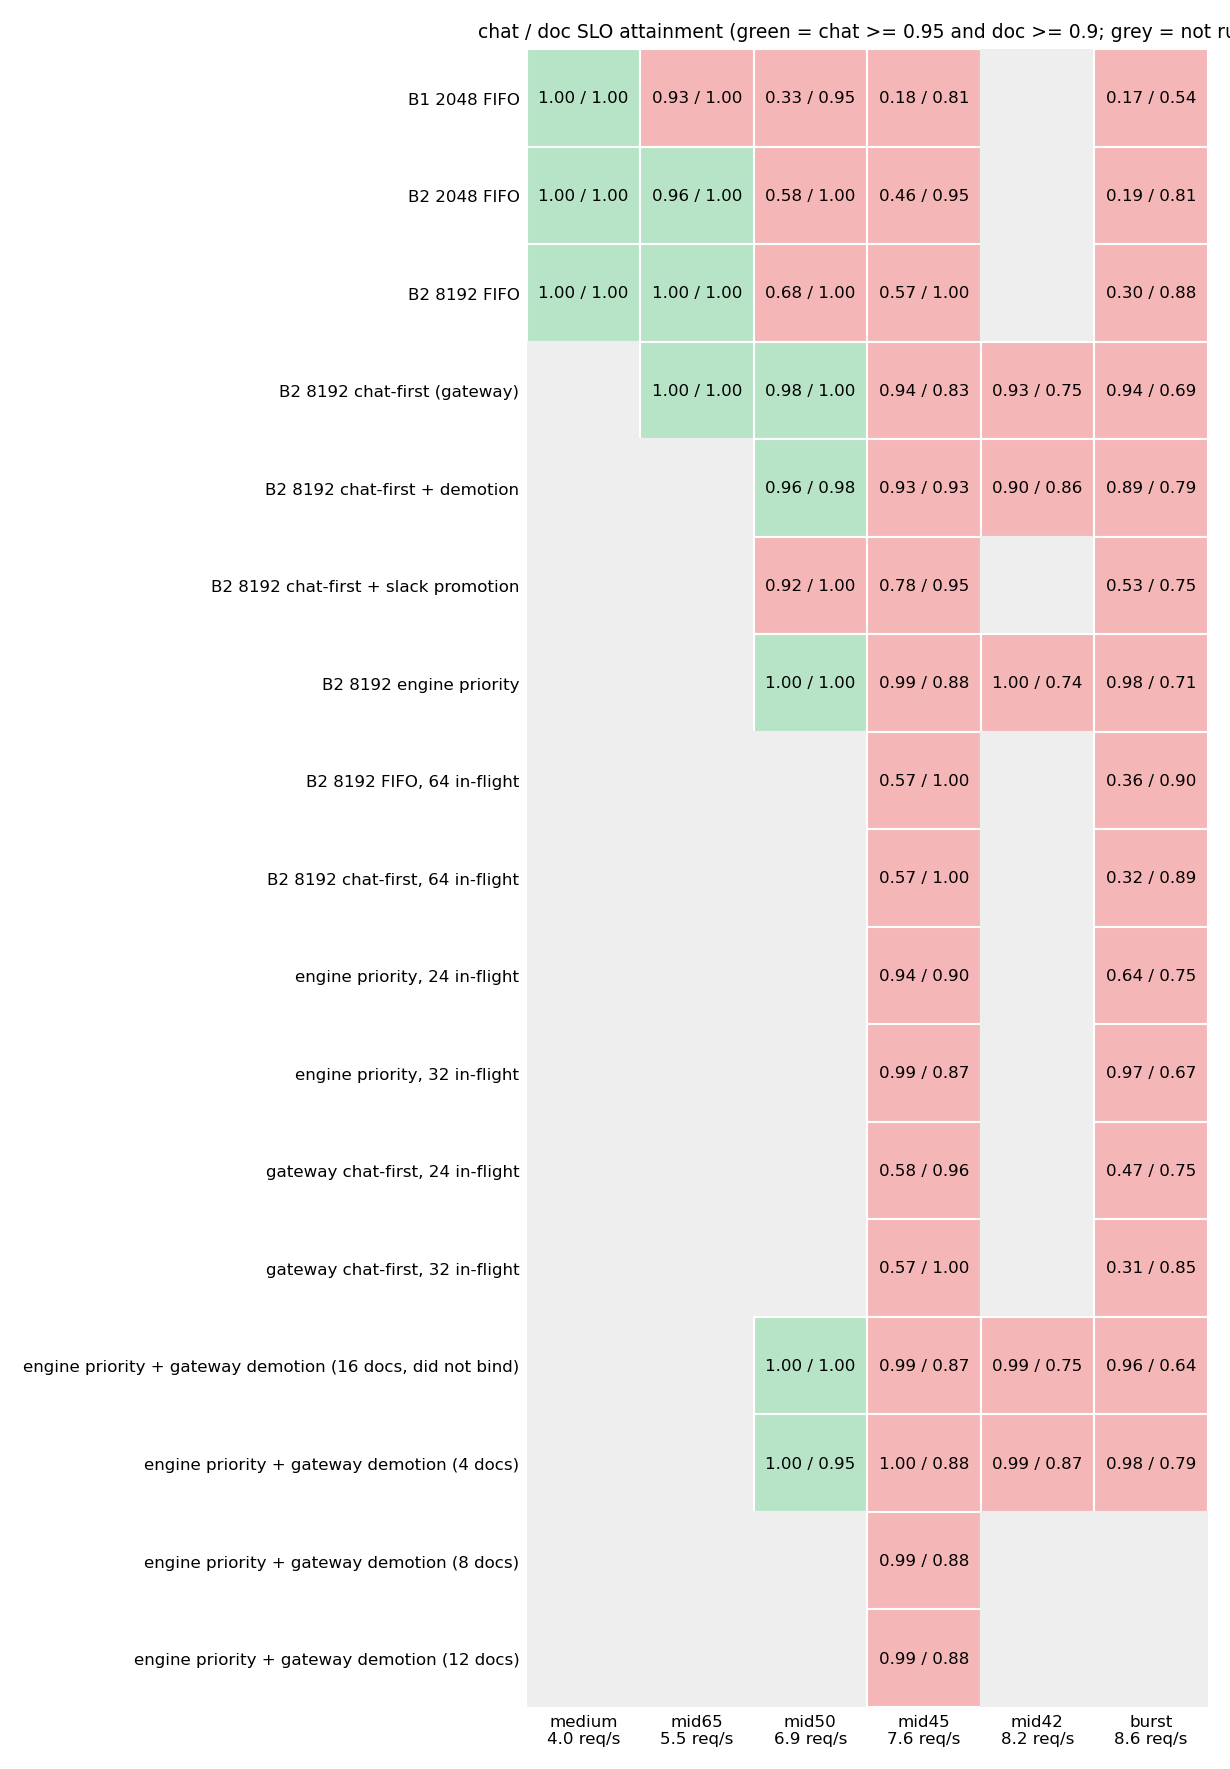 chat / doc SLO attainment (green = chat >= 0.95 and doc >= 0.9; grey = not ru
B1 2048 FIFO 1.00 / 1.00 0.93 / 1.00 0.33 / 0.95 0.18 / 0.81 0.17 / 0.54
B2 2048 FIFO 1.00 / 1.00 0.96 / 1.00 0.58 / 1.00 0.46 / 0.95 0.19 / 0.81
B2 8192 FIFO 1.00 / 1.00 1.00 / 1.00 0.68 / 1.00 0.57 / 1.00 0.30 / 0.88
B2 8192 chat-first (gateway) 1.00 / 1.00 0.98 / 1.00 0.94 / 0.83 0.93 / 0.75 0.94 / 0.69
B2 8192 chat-first + demotion 0.96 / 0.98 0.93 / 0.93 0.90 / 0.86 0.89 / 0.79
B2 8192 chat-first + slack promotion 0.92 / 1.00 0.78 / 0.95 0.53 / 0.75
B2 8192 engine priority 1.00 / 1.00 0.99 / 0.88 1.00 / 0.74 0.98 / 0.71
B2 8192 FIFO, 64 in-flight 0.57 / 1.00 0.36 / 0.90
B2 8192 chat-first, 64 in-flight 0.57 / 1.00 0.32 / 0.89
engine priority, 24 in-flight 0.94 / 0.90 0.64 / 0.75
engine priority, 32 in-flight 0.99 / 0.87 0.97 / 0.67
gateway chat-first, 24 in-flight 0.58 / 0.96 0.47 / 0.75
gateway chat-first, 32 in-flight 0.57 / 1.00 0.31 / 0.85
engine priority + gateway demotion (16 docs, did not bind) 1.00 / 1.00 0.99 / 0.87 0.99 / 0.75 0.96 / 0.64
engine priority + gateway demotion (4 docs) 1.00 / 0.95 1.00 / 0.88 0.99 / 0.87 0.98 / 0.79
engine priority + gateway demotion (8 docs) 0.99 / 0.88
engine priority + gateway demotion (12 docs) 0.99 / 0.88
medium mid65 mid50 mid45 mid42 burst
4.0 req/s 5.5 req/s 6.9 req/s 7.6 req/s 8.2 req/s 8.6 req/s